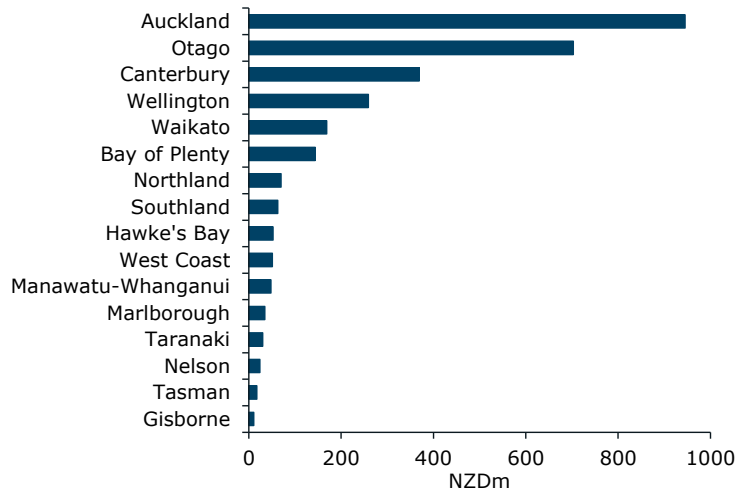 Auckland
Otago
Canterbury
Wellington
Waikato
Bay of Plenty
Northland
Southland
Hawke's Bay
West Coast
Manawatu-Whanganui
Marlborough
Taranaki
Nelson
Tasman
Gisborne
0 200 400 600 800 1000
NZDm